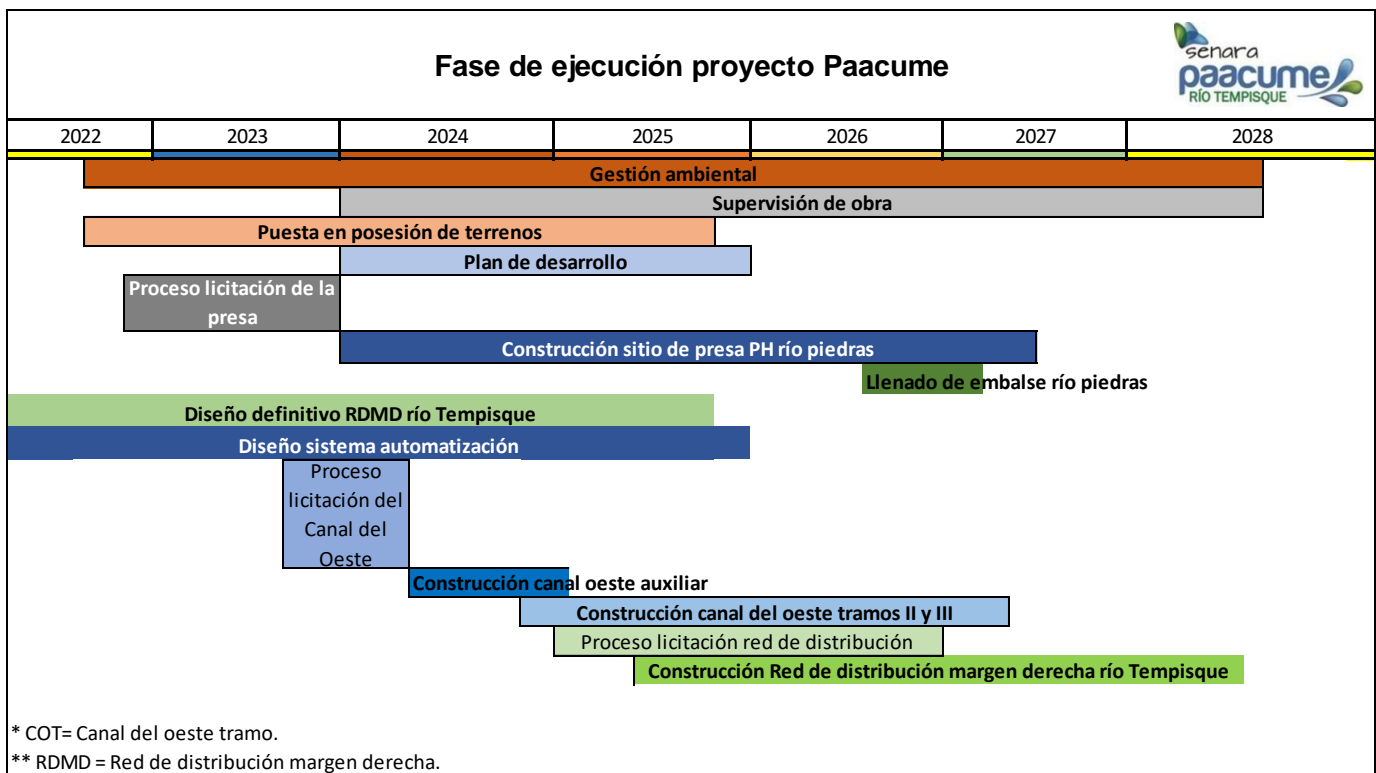 Fase de ejecución proyecto Paacume
senara
paacume
RÍO TEMPISQUE
2022 2023 2024 2025 2026 2027 2028
Gestión ambiental
Supervisión de obra
Puesta en posesión de terrenos
Plan de desarrollo
Proceso licitación de la
presa
Construcción sitio de presa PH río piedras
Llenado de embalse río piedras
Diseño definitivo RDMD río Tempisque
Diseño sistema automatización
Proceso
licitación del
Canal del
Oeste
Construcción canal oeste auxiliar
Construcción canal del oeste tramos II y III
Proceso licitación red de distribución
Construcción Red de distribución margen derecha río Tempisque
* COT= Canal del oeste tramo.
** RDMD = Red de distribución margen derecha.